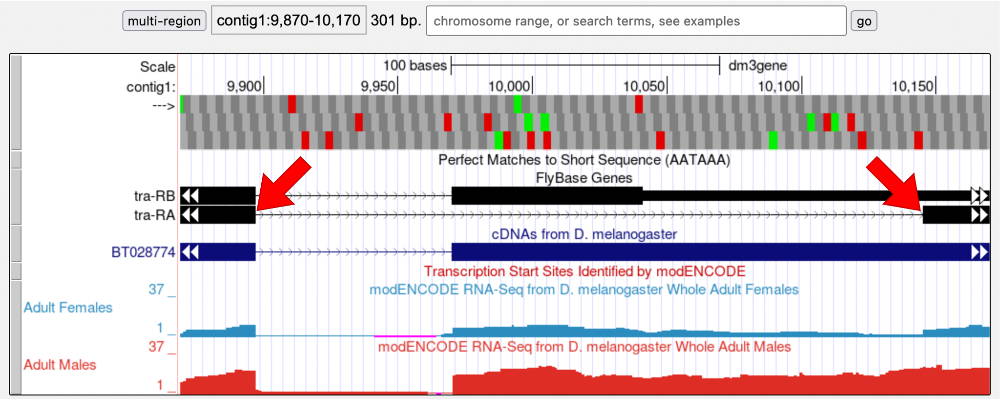 multi-region contig1:9,870-10,170 301 bp. chromosome range, or search terms, see examples go
Scale 100 bases dm3gene
contig1: 9,900 9,950 10,000 10,050 10,100 10,150
--->
Perfect Matches to Short Sequence (AATAAA)
FlyBase Genes
tra-RB
tra-RA
cDNAs from D. melanogaster
BT028774
Transcription Start Sites Identified by modENCODE
37 _ modENCODE RNA-Seq from D. melanogaster Whole Adult Females
Adult Females
1 _
37 _ modENCODE RNA-Seq from D. melanogaster Whole Adult Males
Adult Males
1 _